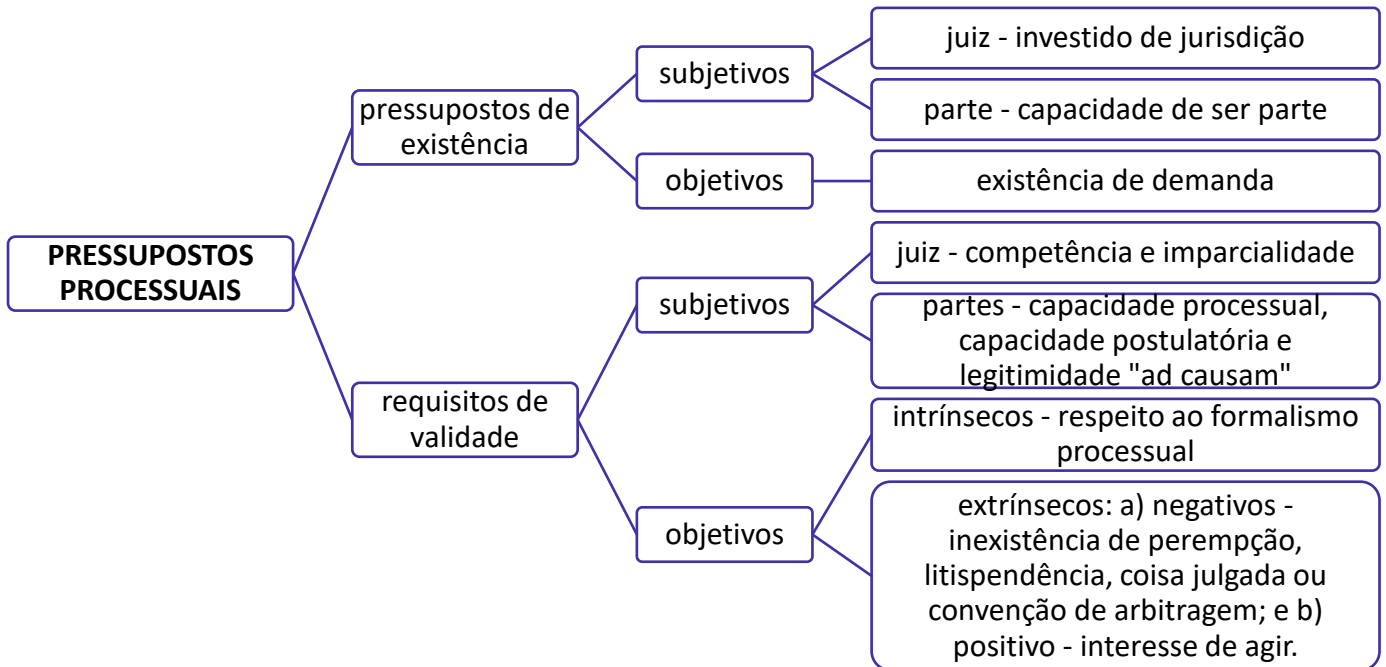 PRESSUPOSTOS
PROCESSUAIS
pressupostos de
existência
subjetivos
juiz - investido de jurisdição
parte - capacidade de ser parte
objetivos
existência de demanda
requisitos de
validade
subjetivos
juiz - competência e imparcialidade
partes - capacidade processual,
capacidade postulatória e
legitimidade "ad causam"
objetivos
intrínsecos - respeito ao formalismo
processual
extrínsecos: a) negativos -
inexistência de perempção,
litispendência, coisa julgada ou
convenção de arbitragem; e b)
positivo - interesse de agir.